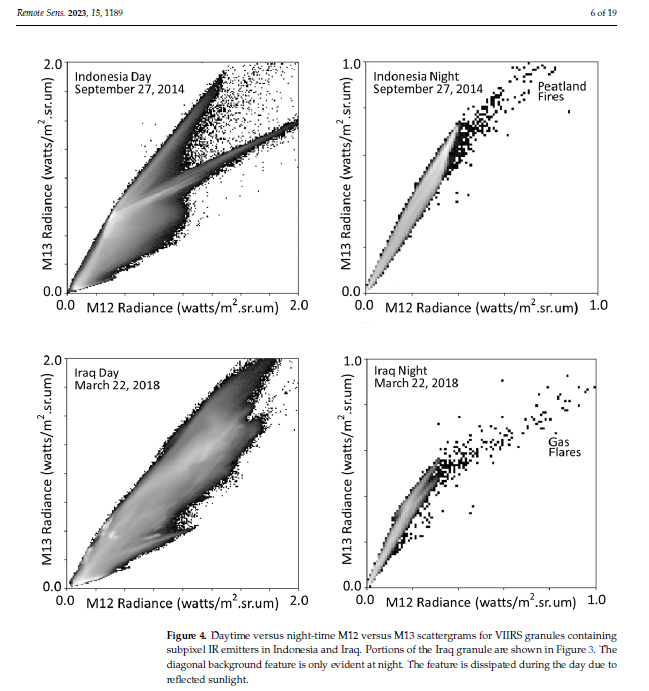 Remote Sens. 2023, 15, 1189
6 of 19
2.0
Indonesia Day
September 27, 2014
M13 Radiance (watts/m².sr.um)
0.0
0.0
M12 Radiance (watts/m².sr.um)
2.0
1.0
Indonesia Night
September 27, 2014
Peatland
Fires
M13 Radiance (watts/m².sr.um)
0.0
0.0
M12 Radiance (watts/m².sr.um)
1.0
2.0
Iraq Day
March 22, 2018
M13 Radiance (watts/m².sr.um)
0.0
0.0
M12 Radiance (watts/m².sr.um)
2.0
1.0
Iraq Night
March 22, 2018
Gas
Flares
M13 Radiance (watts/m².sr.um)
0.0
0.0
M12 Radiance (watts/m².sr.um)
1.0
Figure 4. Daytime versus night-time M12 versus M13 scattergrams for VIIRS granules containing
subpixel IR emitters in Indonesia and Iraq. Portions of the Iraq granule are shown in Figure 3. The
diagonal background feature is only evident at night. The feature is dissipated during the day due to
reflected sunlight.